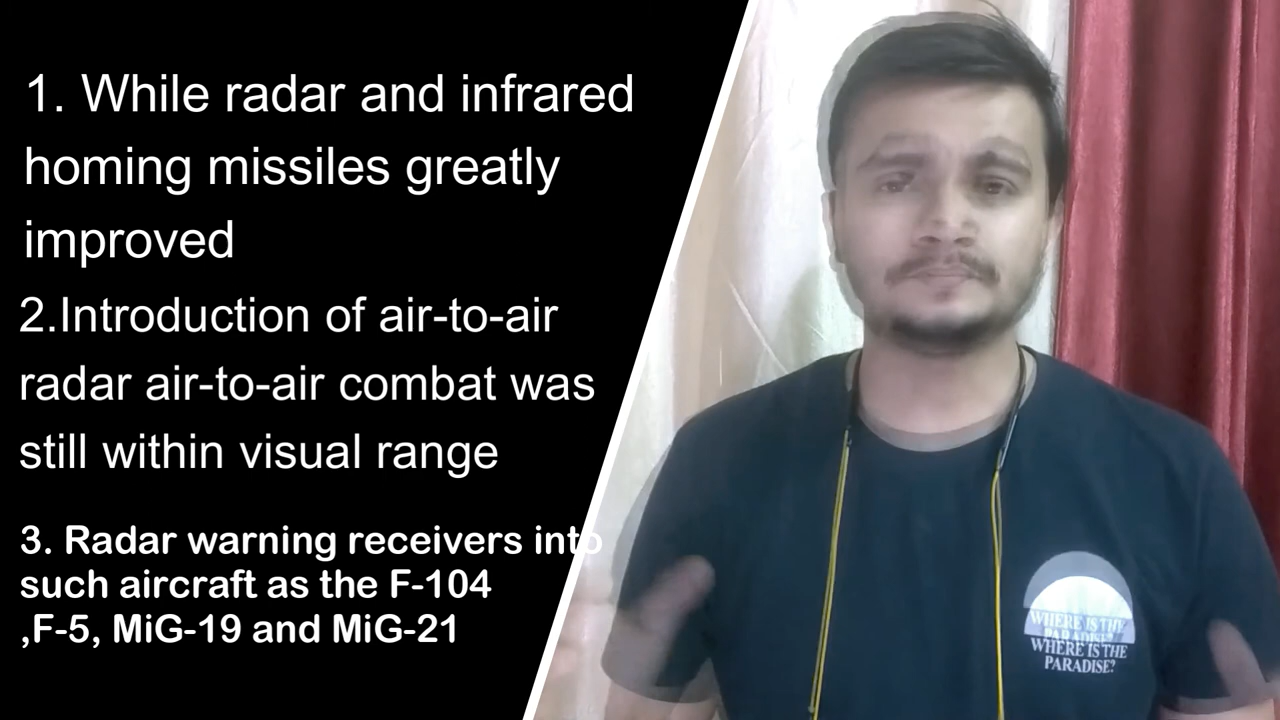 1. While radar and infrared
homing missiles greatly
improved
2.Introduction of air-to-air
radar air-to-air combat was
still within visual range
3. Radar warning receivers into
such aircraft as the F-104
,F-5, MiG-19 and MiG-21
WHERE IS THE
PARADISE?
WHERE IS THE
PARADISE?